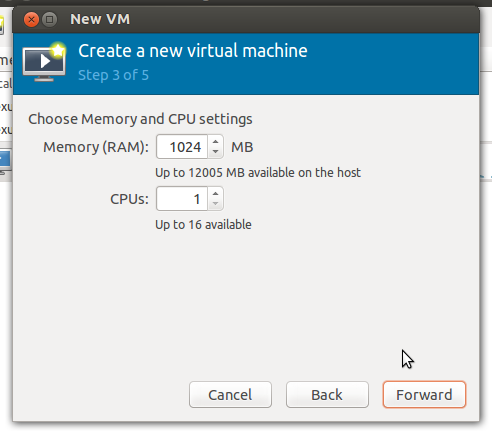 New VM
Create a new virtual machine
Step 3 of 5
Choose Memory and CPU settings
Memory (RAM): 1024 MB
Up to 12005 MB available on the host
CPUs: 1
Up to 16 available
Cancel Back Forward